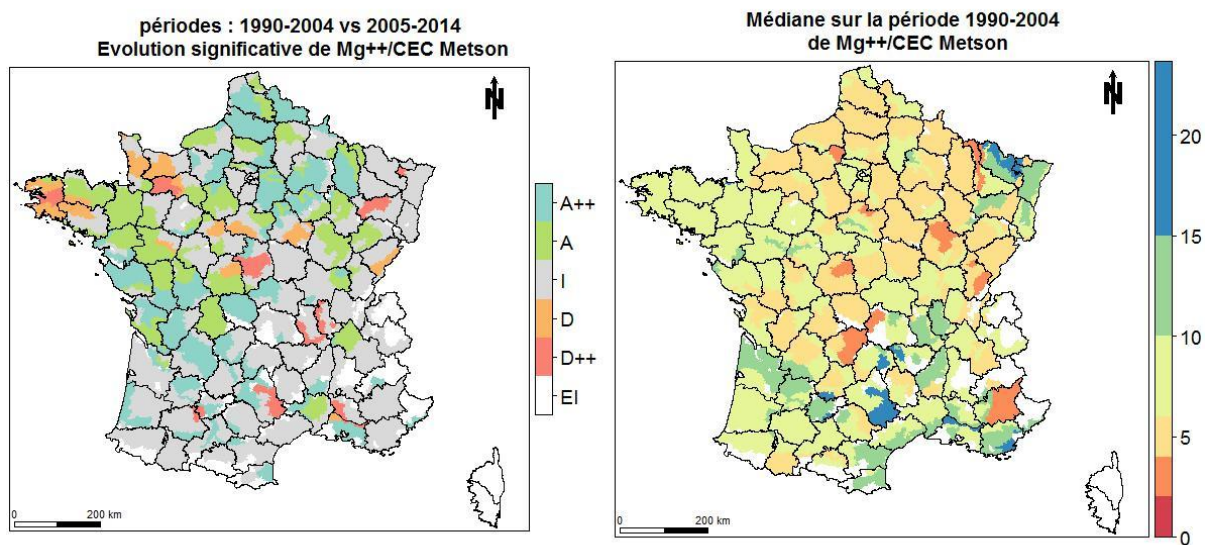 périodes : 1990-2004 vs 2005-2014
Evolution significative de Mg++/CEC Metson
N
A++
A
I
D
D++
EI
0 200 km
Médiane sur la période 1990-2004
de Mg++/CEC Metson
N
20
15
10
5
0
0 200 km